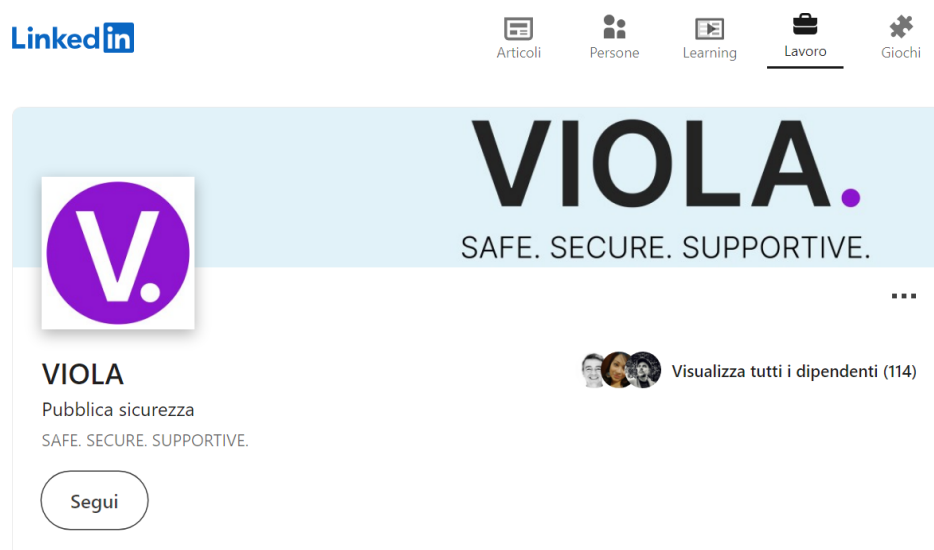 LinkedIn
Articoli
Persone
Learning
Lavoro
Giochi
VIOLA.
SAFE. SECURE. SUPPORTIVE.
V.
VIOLA
Visualizza tutti i dipendenti (114)
Pubblica sicurezza
SAFE. SECURE. SUPPORTIVE.
Segui